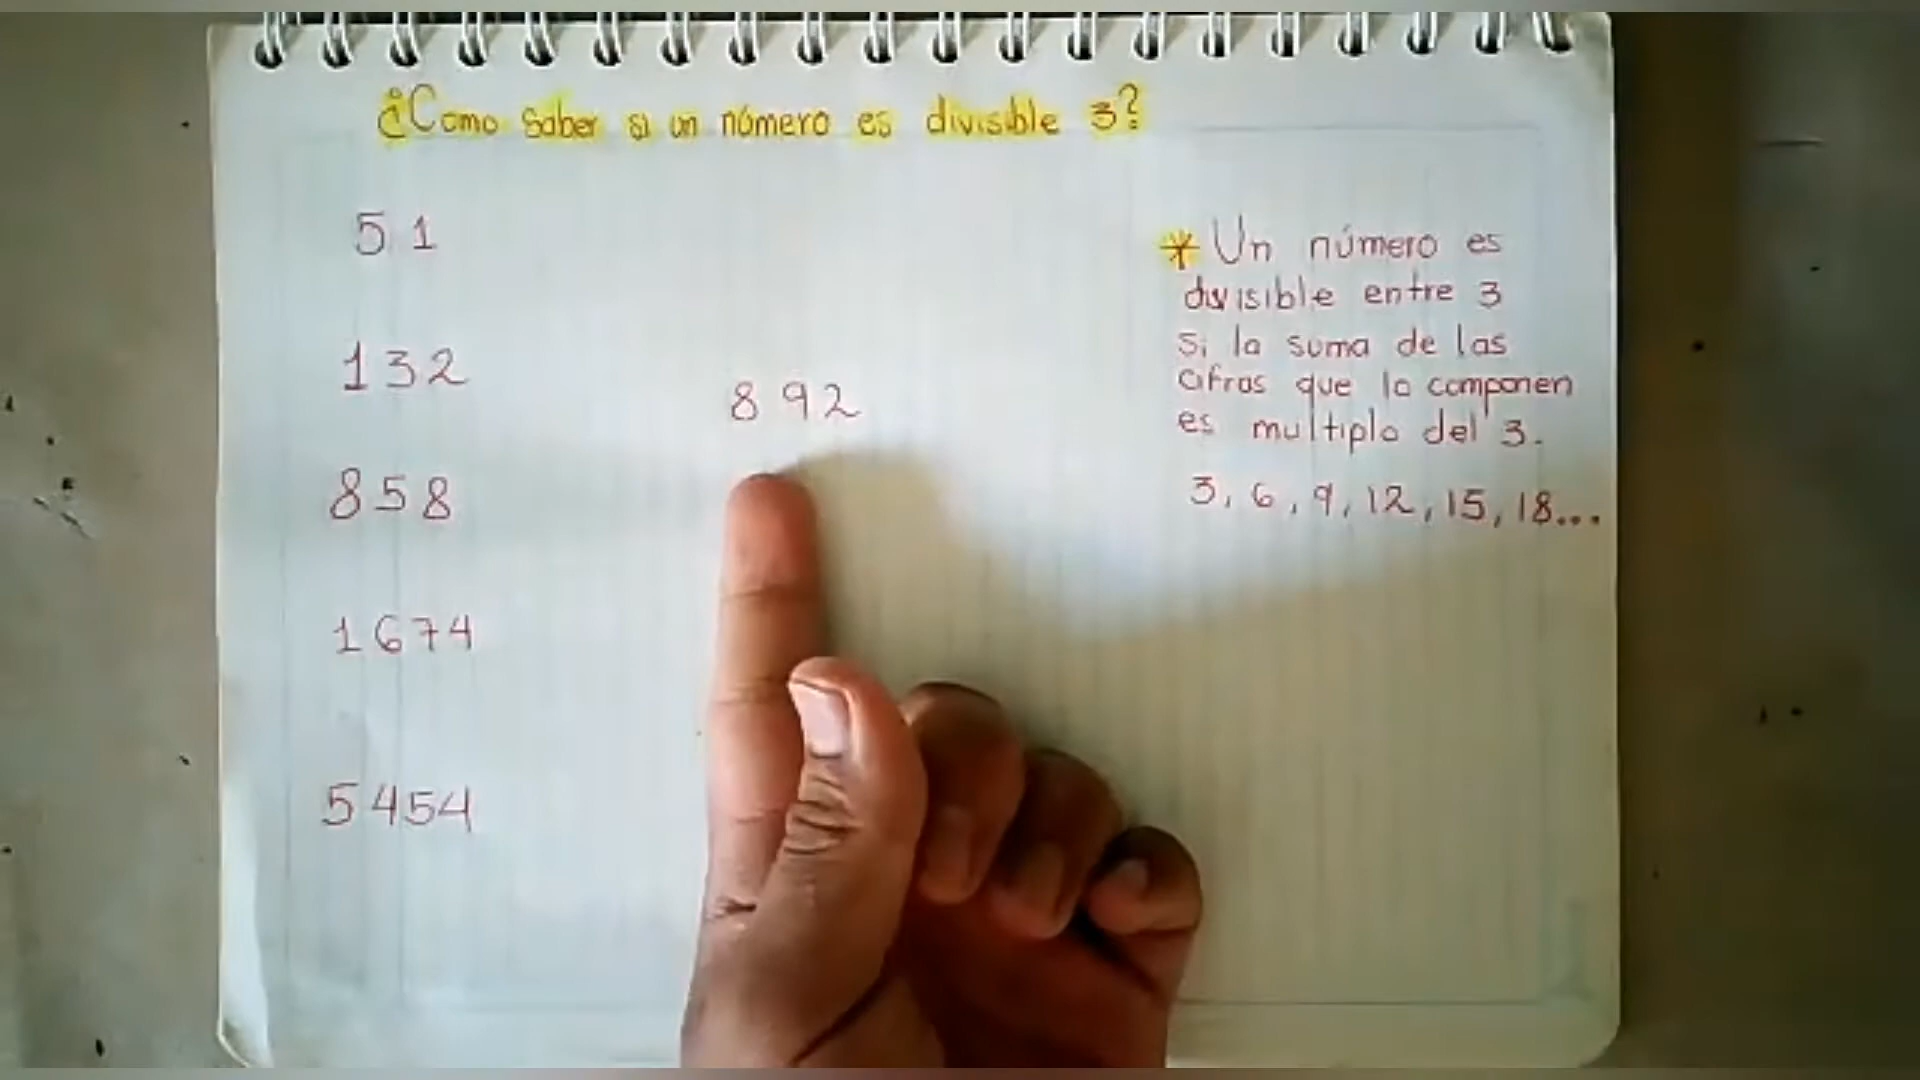 ¿Como Saber si un número es divisible 3?
51
132
858
1674
5454
892
* Un número es
divisible entre 3
si la suma de las
cifras que lo componen
es multiplo del 3.
3, 6, 9, 12, 15, 18...